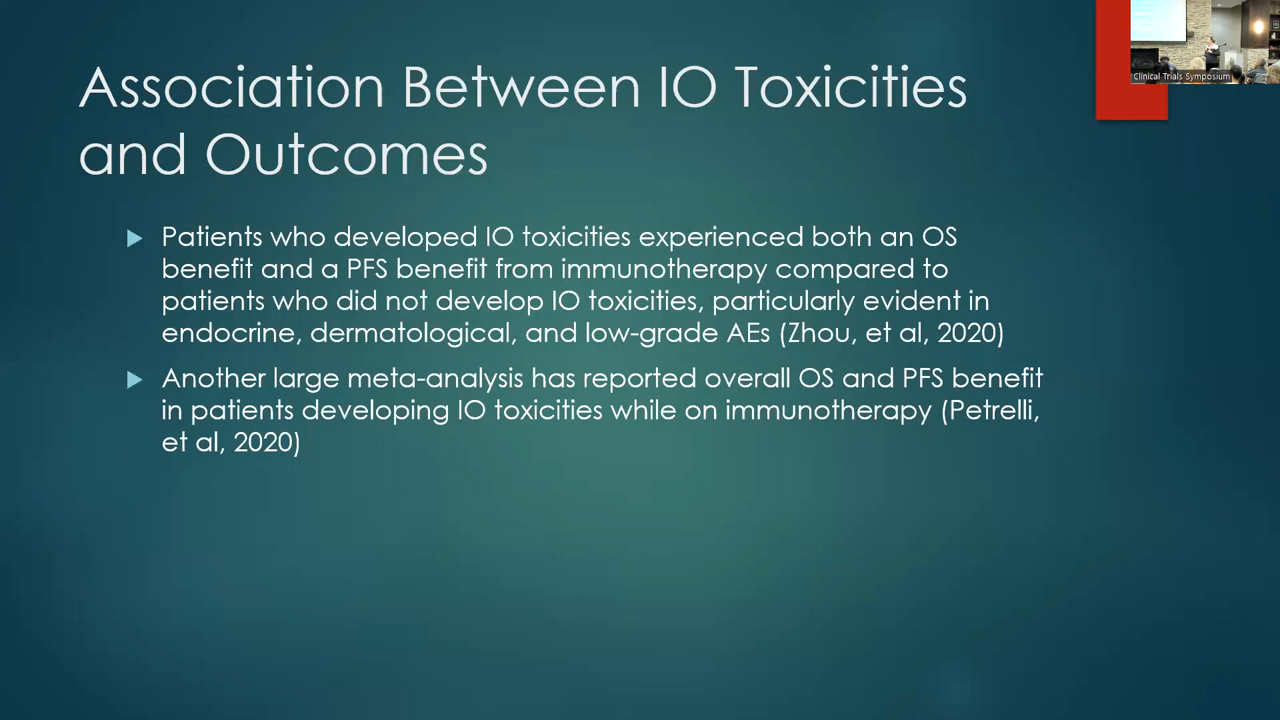 Clinical Trials Symposium
Association Between IO Toxicities
and Outcomes
Patients who developed IO toxicities experienced both an OS
benefit and a PFS benefit from immunotherapy compared to
patients who did not develop IO toxicities, particularly evident in
endocrine, dermatological, and low-grade AEs (Zhou, et al, 2020)
Another large meta-analysis has reported overall OS and PFS benefit
in patients developing IO toxicities while on immunotherapy (Petrelli,
et al, 2020)